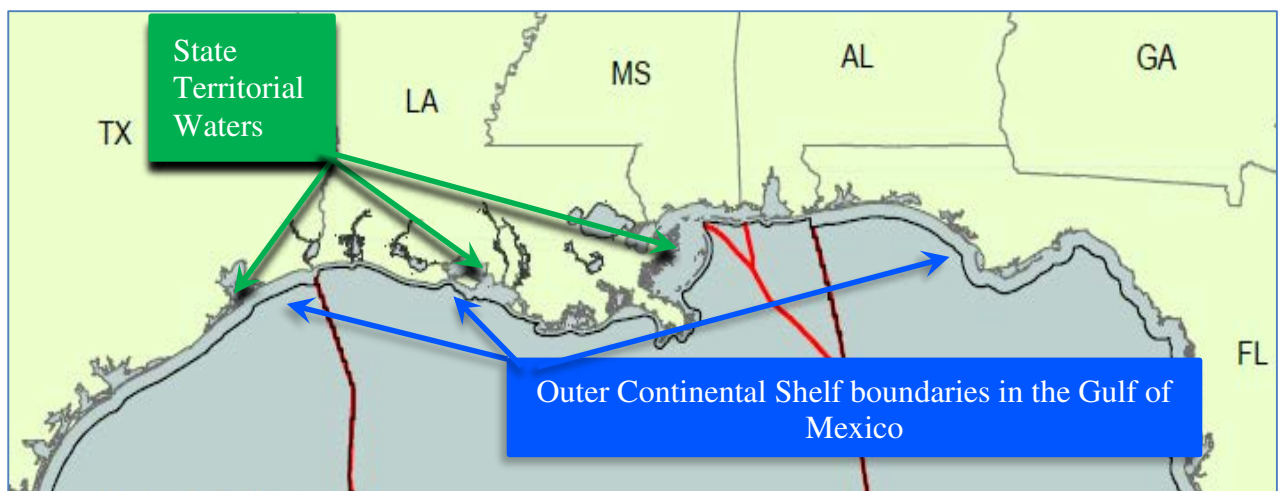 State
Territorial
Waters
TX
LA
MS
AL
GA
FL
Outer Continental Shelf boundaries in the Gulf of
Mexico